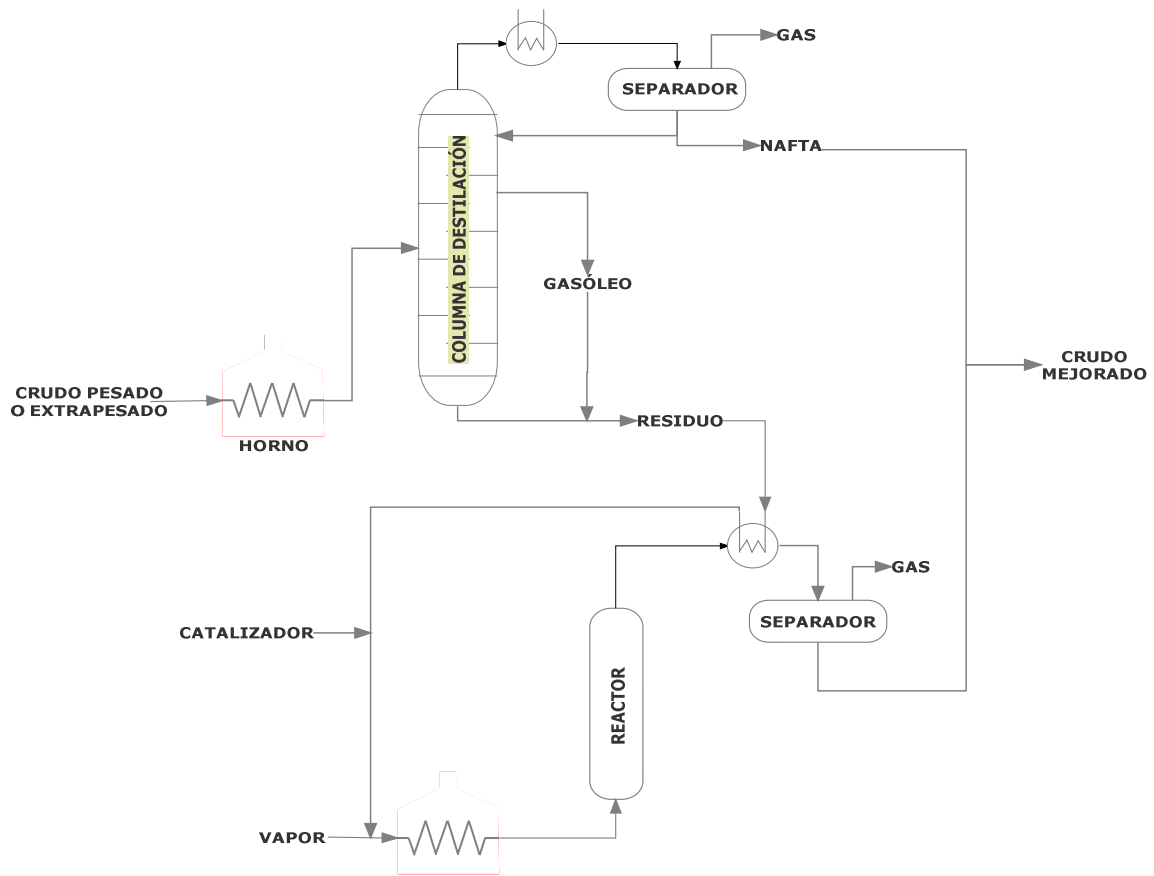 GAS
SEPARADOR
COLUMNA DE DESTILACIÓN
NAFTA
GASÓLEO
CRUDO
MEJORADO
CRUDO PESADO
O EXTRAPESADO
HORNO
RESIDUO
GAS
SEPARADOR
CATALIZADOR
REACTOR
VAPOR